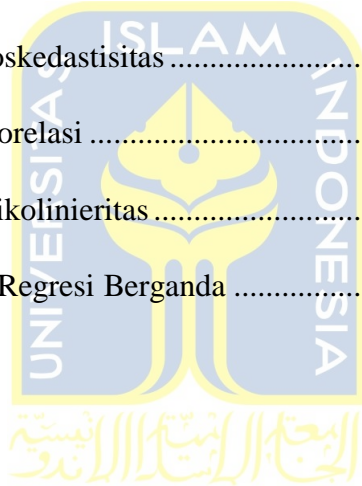 ISLAM
oskedastisitas ........................
orelasi ....................................
ikolinieritas ...........................
Regresi Berganda ................
UNIVERSITAS
INDONESIA